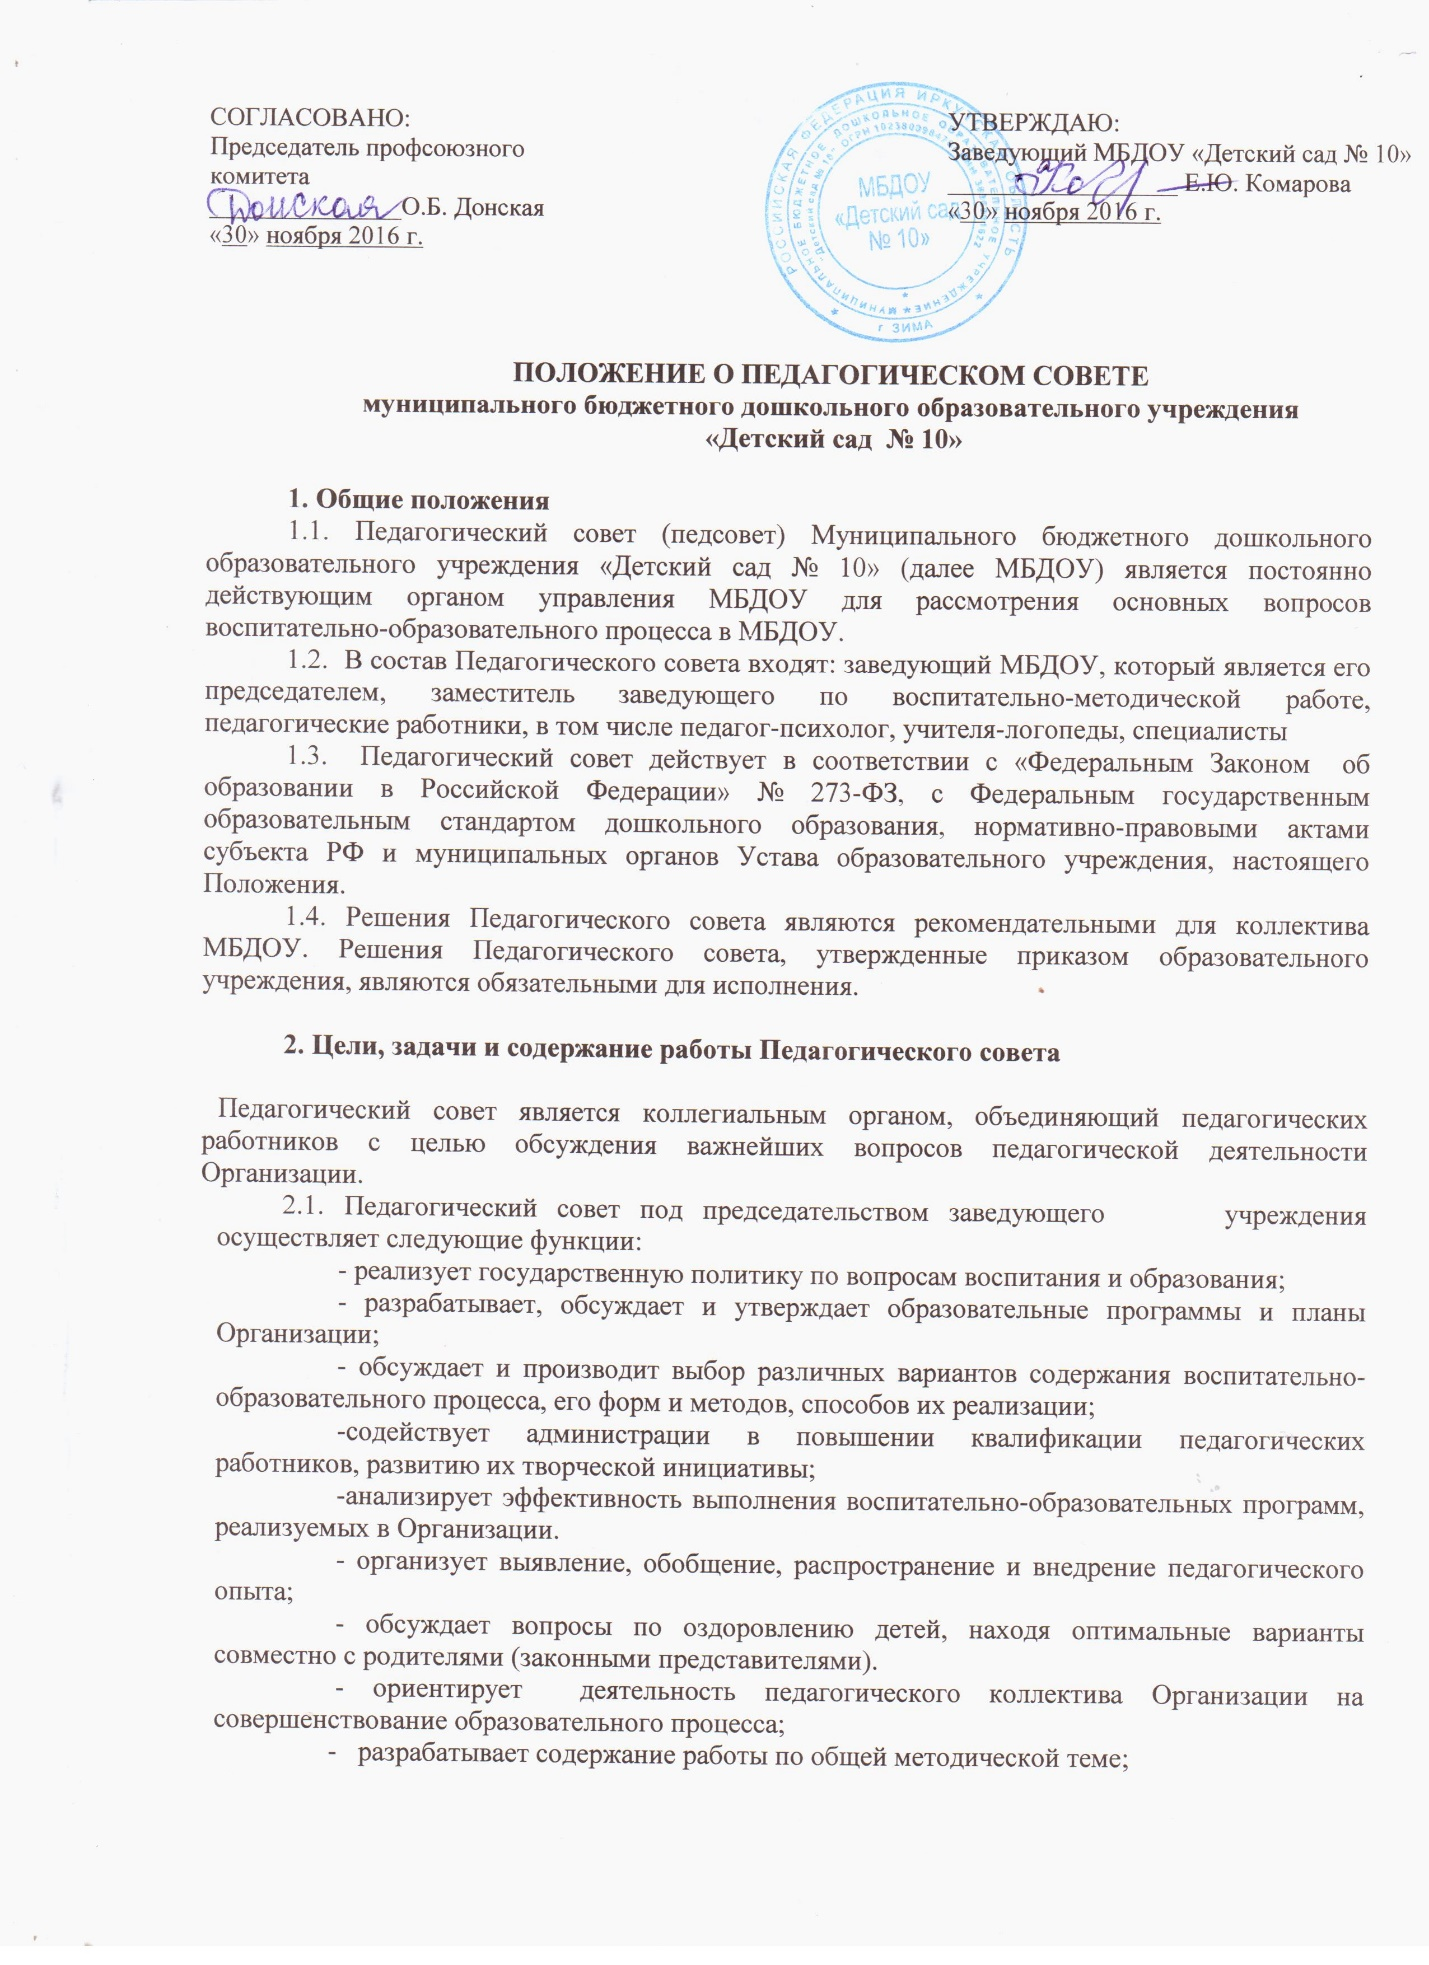 СОГЛАСОВАНО:
Председатель профсоюзного
комитета
Донская О.Б. Донская
«30» ноября 2016 г.
УТВЕРЖДАЮ:
Заведующий МБДОУ «Детский сад № 10»
Е.Ю. Комарова
«30» ноября 2016 г.
РОССИЙСКАЯ ФЕДЕРАЦИЯ ИРКУТСКАЯ ОБЛАСТЬ
МУНИЦИПАЛЬНОЕ БЮДЖЕТНОЕ ДОШКОЛЬНОЕ ОБРАЗОВАТЕЛЬНОЕ УЧРЕЖДЕНИЕ
МБДОУ
«Детский сад
№ 10»
г ЗИМА
ПОЛОЖЕНИЕ О ПЕДАГОГИЧЕСКОМ СОВЕТЕ
муниципального бюджетного дошкольного образовательного учреждения
«Детский сад № 10»
1. Общие положения
1.1. Педагогический совет (педсовет) Муниципального бюджетного дошкольного
образовательного учреждения «Детский сад № 10» (далее МБДОУ) является постоянно
действующим органом управления МБДОУ для рассмотрения основных вопросов
воспитательно-образовательного процесса в МБДОУ.
1.2. В состав Педагогического совета входят: заведующий МБДОУ, который является его
председателем, заместитель заведующего по воспитательно-методической работе,
педагогические работники, в том числе педагог-психолог, учителя-логопеды, специалисты
1.3. Педагогический совет действует в соответствии с «Федеральным Законом об
образовании в Российской Федерации» № 273-ФЗ, с Федеральным государственным
образовательным стандартом дошкольного образования, нормативно-правовыми актами
субъекта РФ и муниципальных органов Устава образовательного учреждения, настоящего
Положения.
1.4. Решения Педагогического совета являются рекомендательными для коллектива
МБДОУ. Решения Педагогического совета, утвержденные приказом образовательного
учреждения, являются обязательными для исполнения.
2. Цели, задачи и содержание работы Педагогического совета
Педагогический совет является коллегиальным органом, объединяющий педагогических
работников с целью обсуждения важнейших вопросов педагогической деятельности
Организации.
2.1. Педагогический совет под председательством заведующего учреждения
осуществляет следующие функции:
- реализует государственную политику по вопросам воспитания и образования;
- разрабатывает, обсуждает и утверждает образовательные программы и планы
Организации;
- обсуждает и производит выбор различных вариантов содержания воспитательно-
образовательного процесса, его форм и методов, способов их реализации;
-содействует администрации в повышении квалификации педагогических
работников, развитию их творческой инициативы;
-анализирует эффективность выполнения воспитательно-образовательных программ,
реализуемых в Организации.
- организует выявление, обобщение, распространение и внедрение педагогического
опыта;
- обсуждает вопросы по оздоровлению детей, находя оптимальные варианты
совместно с родителями (законными представителями).
- ориентирует деятельность педагогического коллектива Организации на
совершенствование образовательного процесса;
- разрабатывает содержание работы по общей методической теме;